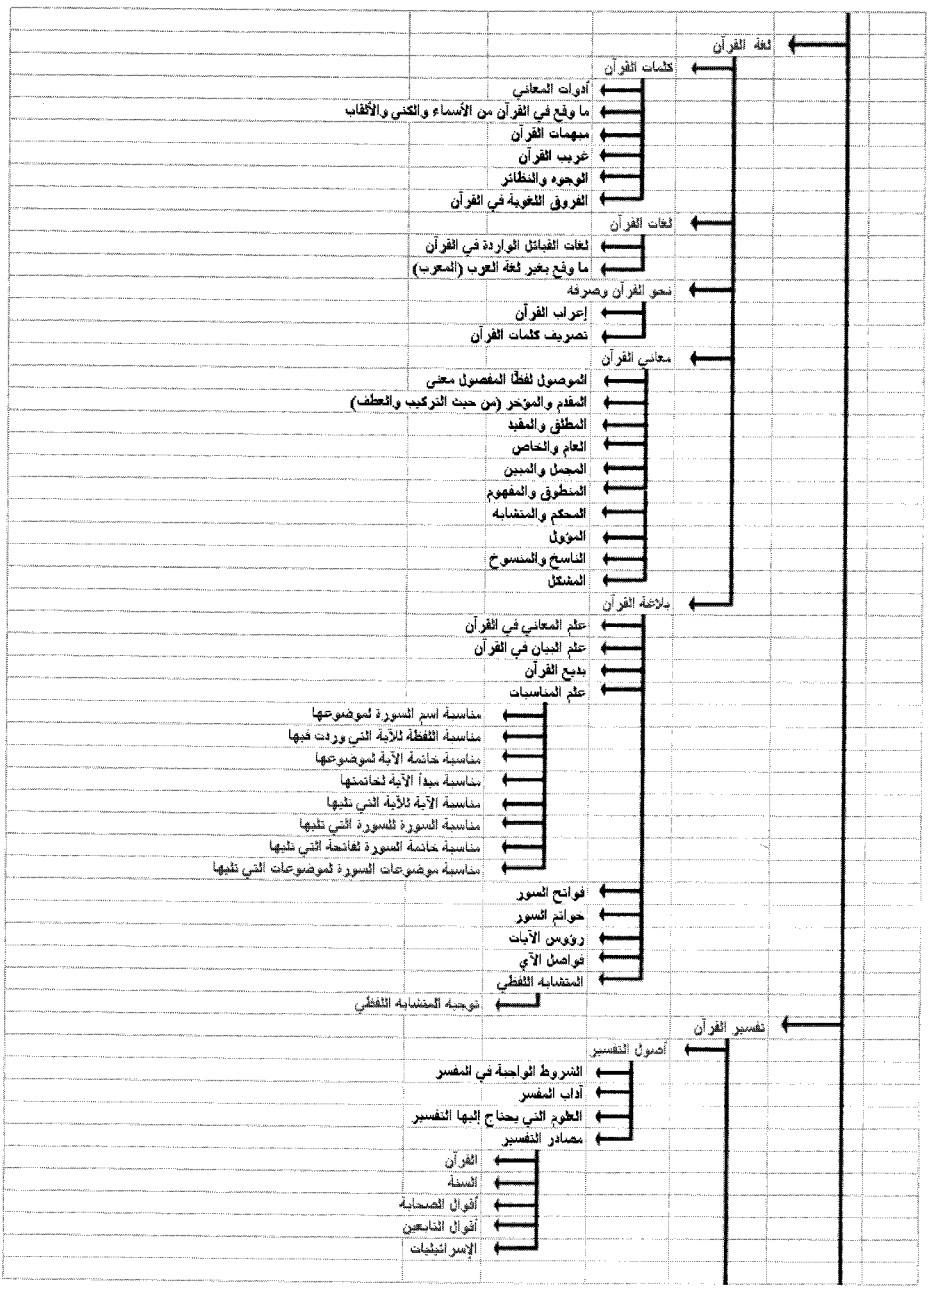 لغة القرآن
كلمات القرآن
أدوات المعاني
ما وقع في القرآن من الأسماء والكنى والألقاب
مبهمات القرآن
غريب القرآن
الوجوه والنظائر
الفروق اللغوية في القرآن
لغات القرآن
لغات القبائل الواردة في القرآن
ما وقع بغير لغة العرب (المعرب)
نحو القرآن وصرفه
إعراب القرآن
تصريف كلمات القرآن
معاني القرآن
الموصول لفظًا المفصول معنى
المقدم والمؤخر (من حيث التركيب والعطف)
المطلق والمقيد
العام والخاص
المجمل والمبين
المنطوق والمفهوم
المحكم والمتشابه
المؤول
الناسخ والمنسوخ
المشكل
بلاغة القرآن
علم المعاني في القرآن
علم البيان في القرآن
بديع القرآن
علم المناسبات
مناسبة اسم السورة لموضوعها
مناسبة اللفظة للآية التي وردت فيها
مناسبة خاتمة الآية لموضوعها
مناسبة مبدأ الآية لخاتمتها
مناسبة الآية للآية التي تليها
مناسبة السورة للسورة التي تليها
مناسبة خاتمة السورة لفاتحة التي تليها
مناسبة موضوعات السورة لموضوعات التي تليها
فواتح السور
خواتم السور
رؤوس الآيات
فواصل الآي
المتشابه اللفظي
توجيه المتشابه اللفظي
تفسير القرآن
أصول التفسير
الشروط الواجبة في المفسر
آداب المفسر
العلوم التي يحتاج إليها التفسير
مصادر التفسير
القرآن
السنة
أقوال الصحابة
أقوال التابعين
الإسرائيليات